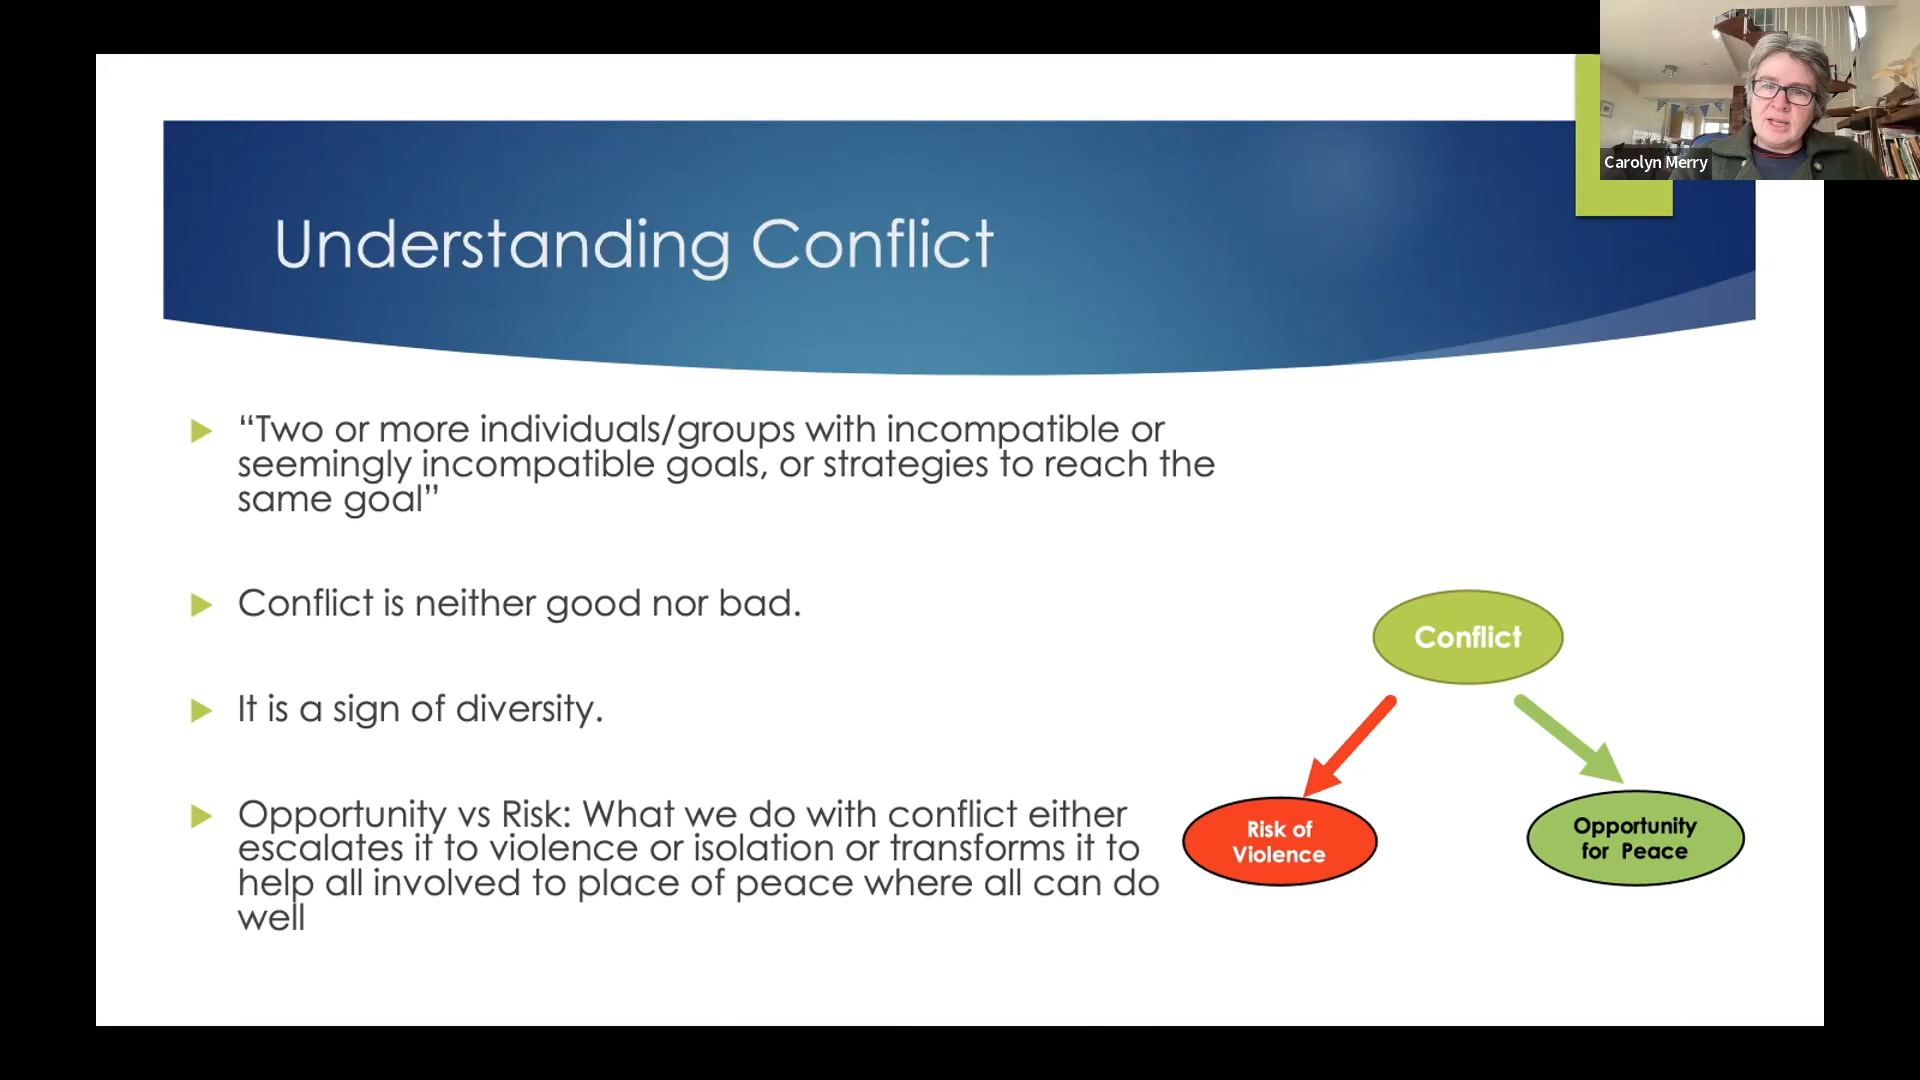 Carolyn Merry
Understanding Conflict
“Two or more individuals/groups with incompatible or
seemingly incompatible goals, or strategies to reach the
same goal”
Conflict is neither good nor bad.
It is a sign of diversity.
Opportunity vs Risk: What we do with conflict either
escalates it to violence or isolation or transforms it to
help all involved to place of peace where all can do
well
Conflict
Risk of
Violence
Opportunity
for Peace